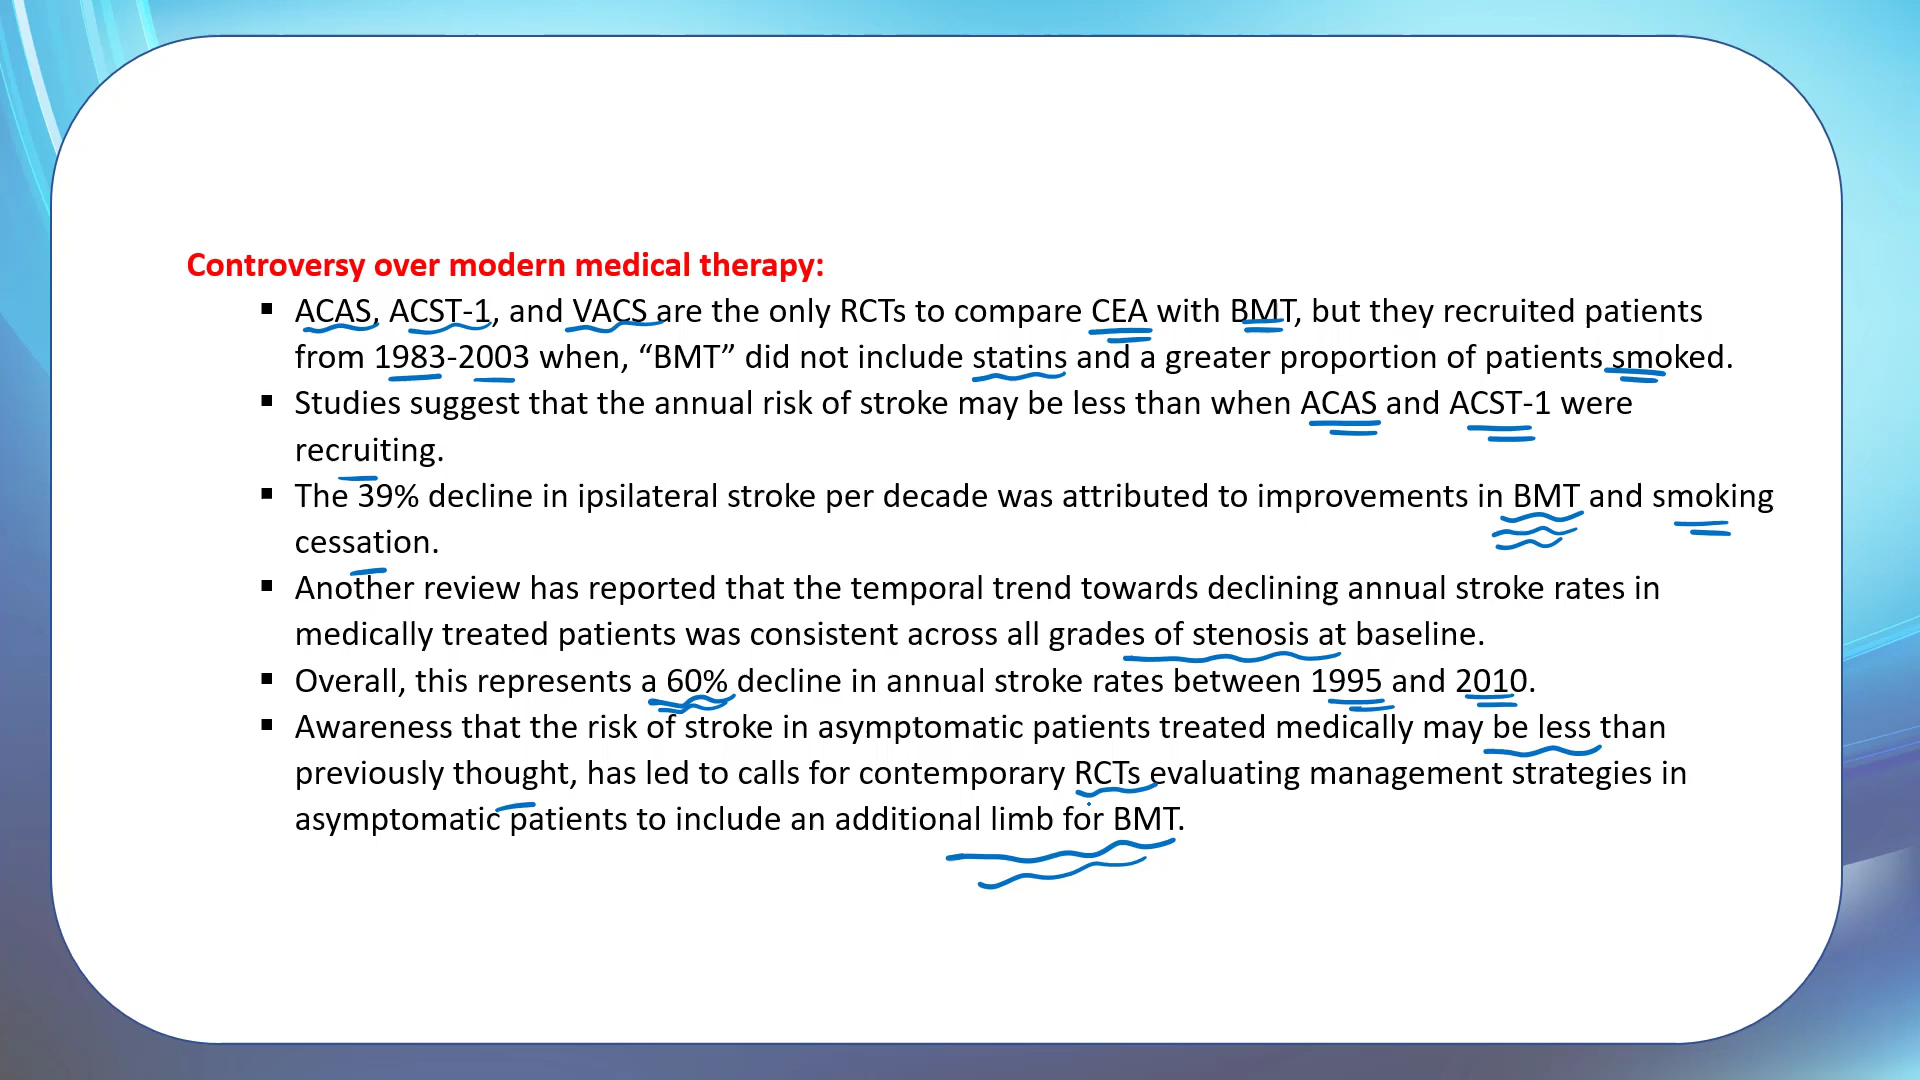 Controversy over modern medical therapy:
▪ ACAS, ACST-1, and VACS are the only RCTs to compare CEA with BMT, but they recruited patients
from 1983-2003 when, “BMT” did not include statins and a greater proportion of patients smoked.
▪ Studies suggest that the annual risk of stroke may be less than when ACAS and ACST-1 were
recruiting.
▪ The 39% decline in ipsilateral stroke per decade was attributed to improvements in BMT and smoking
cessation.
▪ Another review has reported that the temporal trend towards declining annual stroke rates in
medically treated patients was consistent across all grades of stenosis at baseline.
▪ Overall, this represents a 60% decline in annual stroke rates between 1995 and 2010.
▪ Awareness that the risk of stroke in asymptomatic patients treated medically may be less than
previously thought, has led to calls for contemporary RCTs evaluating management strategies in
asymptomatic patients to include an additional limb for BMT.